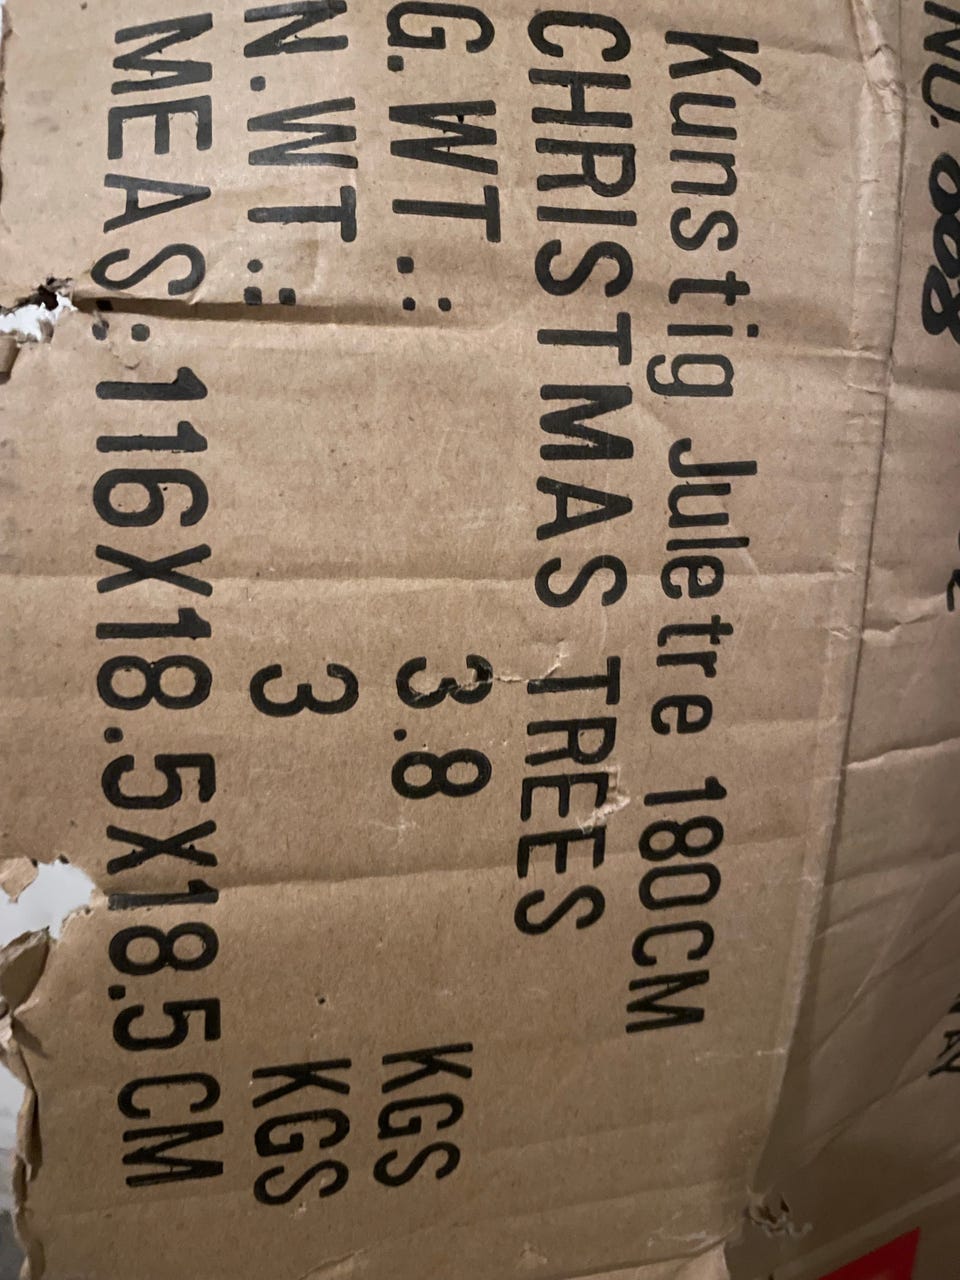 Kunstig Juletre 180CM
CHRISTMAS TREES
G.WT.: 3.8 KGS
N.WT.: 3 KGS
MEAS.: 116X18.5X18.5CM